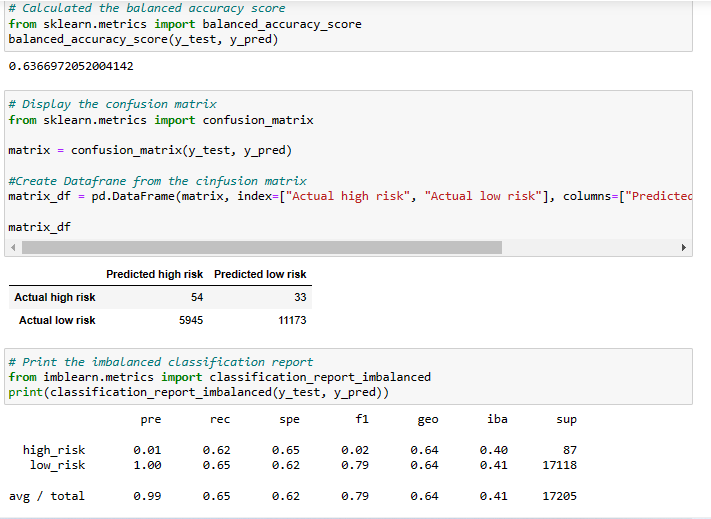 # Calculated the balanced accuracy score
from sklearn.metrics import balanced_accuracy_score
balanced_accuracy_score(y_test, y_pred)
0.6366972052004142
# Display the confusion matrix
from sklearn.metrics import confusion_matrix
matrix = confusion_matrix(y_test, y_pred)
#Create Datafrane from the cinfusion matrix
matrix_df = pd.DataFrame(matrix, index=["Actual high risk", "Actual low risk"], columns=["Predicted
matrix_df
Predicted high risk Predicted low risk
Actual high risk 54 33
Actual low risk 5945 11173
# Print the imbalanced classification report
from imblearn.metrics import classification_report_imbalanced
print(classification_report_imbalanced(y_test, y_pred))
pre rec spe f1 geo iba sup
high_risk 0.01 0.62 0.65 0.02 0.64 0.40 87
low_risk 1.00 0.65 0.62 0.79 0.64 0.41 17118
avg / total 0.99 0.65 0.62 0.79 0.64 0.41 17205